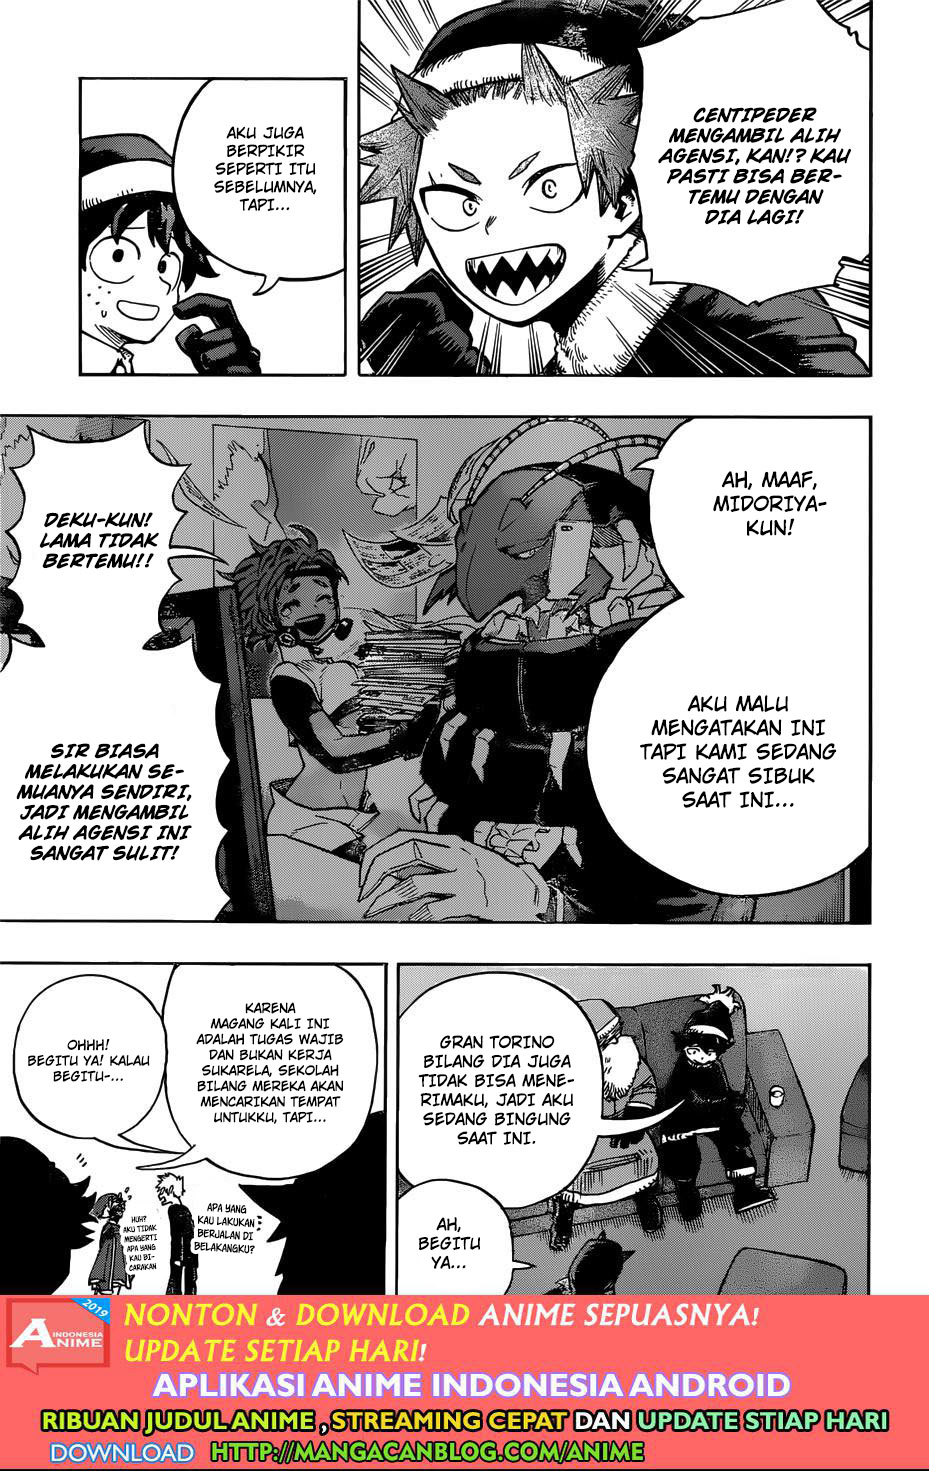 CENTIPEDER
MENGAMBIL ALIH
AGENSI, KAN!? KAU
PASTI BISA BER-
TEMU DENGAN
DIA LAGI!
AKU JUGA
BERPIKIR
SEPERTI ITU
SEBELUMNYA,
TAPI...
AH, MAAF,
MIDORIYA-
KUN!
AKU MALU
MENGATAKAN INI
TAPI KAMI SEDANG
SANGAT SIBUK
SAAT INI...
DEKU-KUN!
LAMA TIDAK
BERTEMU!!
SIR BIASA
MELAKUKAN SE-
MUANYA SENDIRI,
JADI MENGAMBIL
ALIH AGENSI INI
SANGAT SULIT!
GRAN TORINO
BILANG DIA JUGA
TIDAK BISA MENE-
RIMAKU, JADI AKU
SEDANG BINGUNG
SAAT INI.
AH,
BEGITU
YA...
KARENA
MAGANG KALI INI
ADALAH TUGAS WAJIB
DAN BUKAN KERJA
SUKARELA, SEKOLAH
BILANG MEREKA AKAN
MENCARIKAN TEMPAT
UNTUKKU, TAPI...
OHHH!
BEGITU YA! KALAU
BEGITU-...
APA YANG
KAU LAKUKAN
BERJALAN DI
BELAKANGKU?
HUH?
AKU TIDAK
MENGERTI
APA YANG
KAU BI-
CARAKAN
2019
INDONESIA
ANIME
NONTON & DOWNLOAD ANIME SEPUASNYA!
UPDATE SETIAP HARI!
APLIKASI ANIME INDONESIA ANDROID
RIBUAN JUDUL ANIME , STREAMING CEPAT DAN UPDATE STIAP HARI
DOWNLOAD HTTP://MANGACANBLOG.COM/ANIME